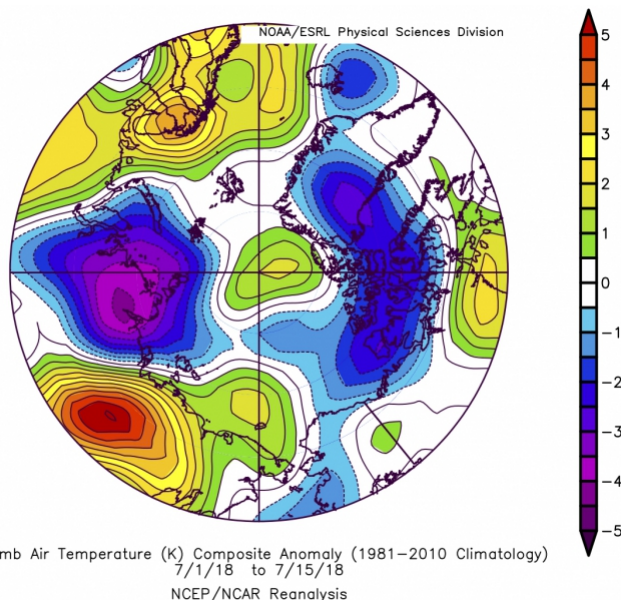 NOAA/ESRL Physical Sciences Division
5
4
3
2
1
0
−1
−2
−3
−4
−5
mb Air Temperature (K) Composite Anomaly (1981−2010 Climatology)
7/1/18 to 7/15/18
NCEP/NCAR Reanalysis